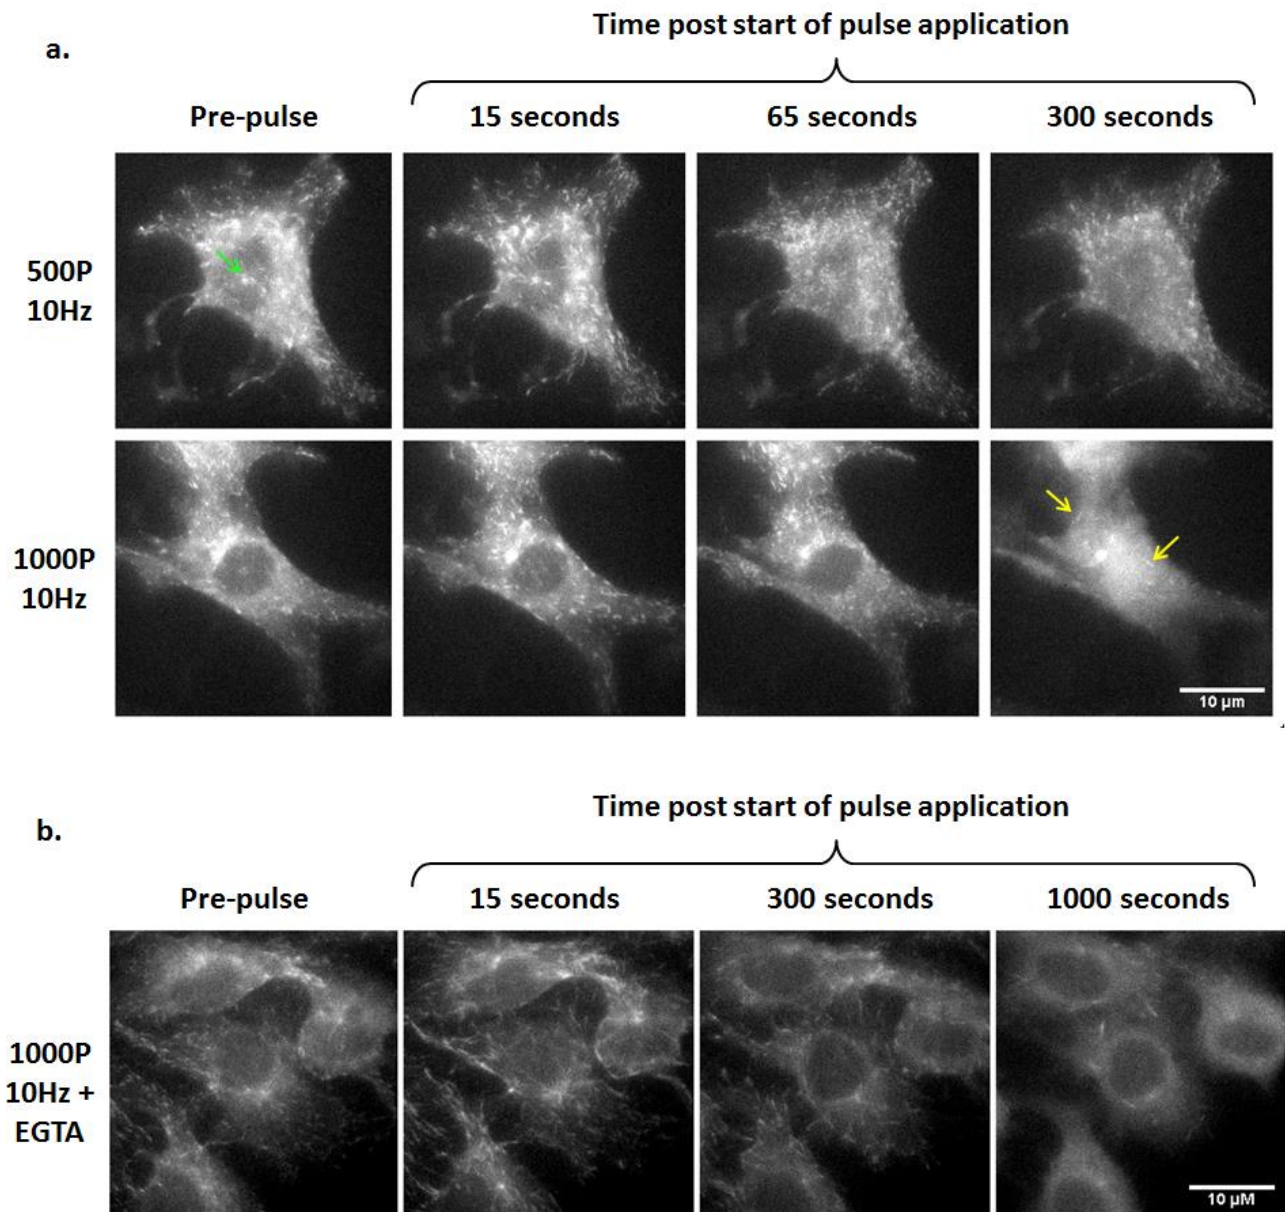 a.
Time post start of pulse application
Pre-pulse
15 seconds
65 seconds
300 seconds
500P
10Hz
1000P
10Hz
10 µm
b.
Time post start of pulse application
Pre-pulse
15 seconds
300 seconds
1000 seconds
1000P
10Hz +
EGTA
10 µM